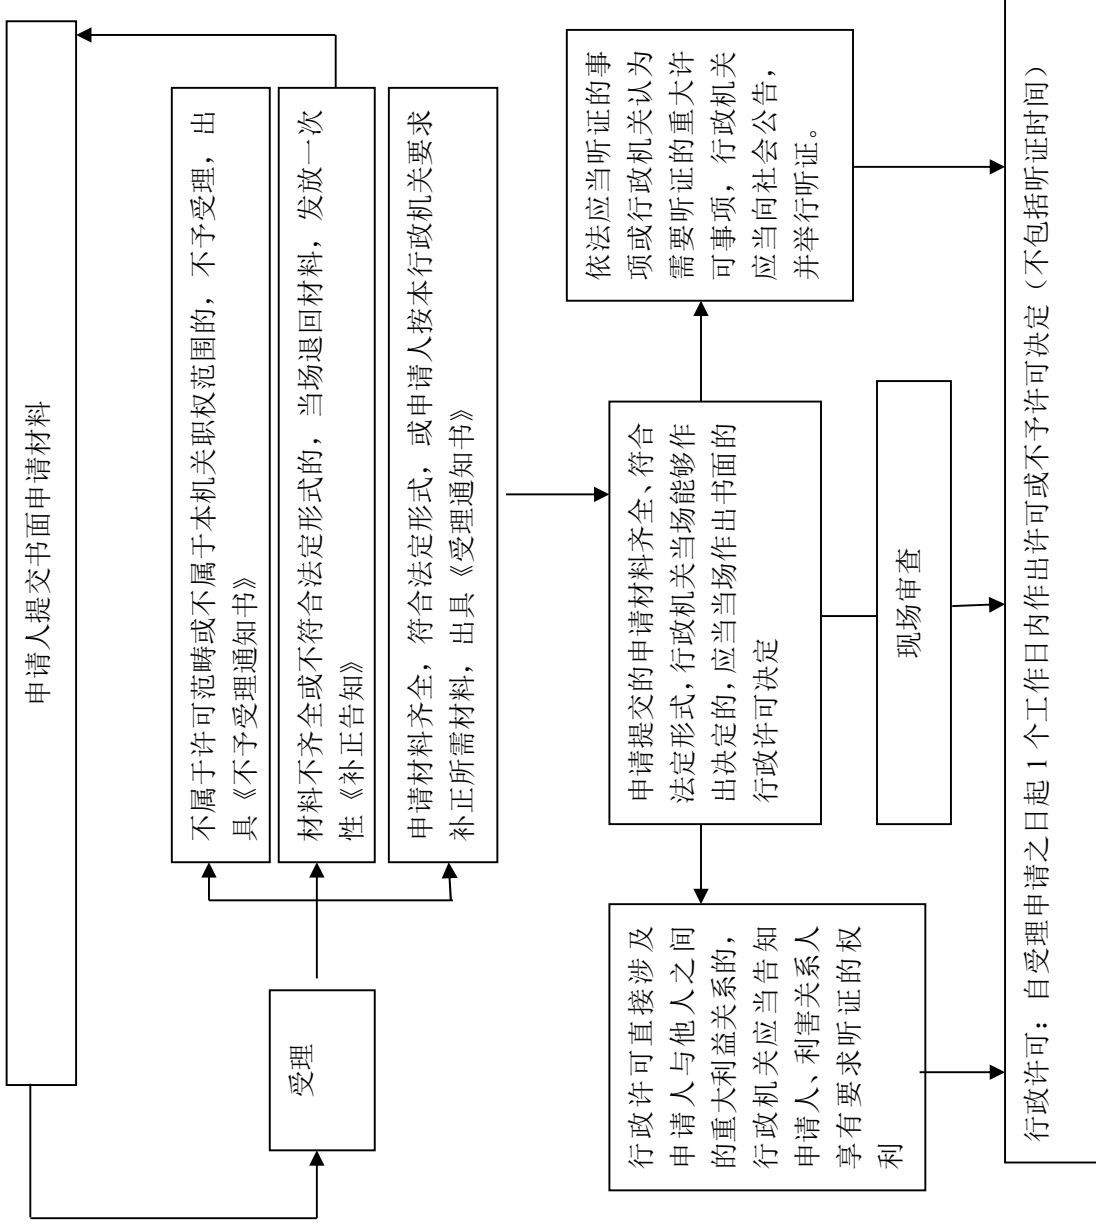 申请人提交书面申请材料
受理
不属于许可范畴或不属于本机关职权范围的，不予受理，出
具《不予受理通知书》
材料不齐全或不符合法定形式的，当场退回材料，发放一次
性《补正告知》
申请材料齐全，符合法定形式，或申请人按本行政机关要求
补正所需材料，出具《受理通知书》
行政许可直接涉及
申请人与他人之间
的重大利益关系的，
行政机关应当告知
申请人、利害关系人
享有要求听证的权
利
申请提交的申请材料齐全、符合
法定形式，行政机关当场能够作
出决定的，应当当场作出书面的
行政许可决定
依法应当听证的事
项或行政机关认为
需要听证的重大许
可事项，行政机关
应当向社会公告，
并举行听证。
现场审查
行政许可：自受理申请之日起 1 个工作日内作出许可或不予许可决定（不包括听证时间）